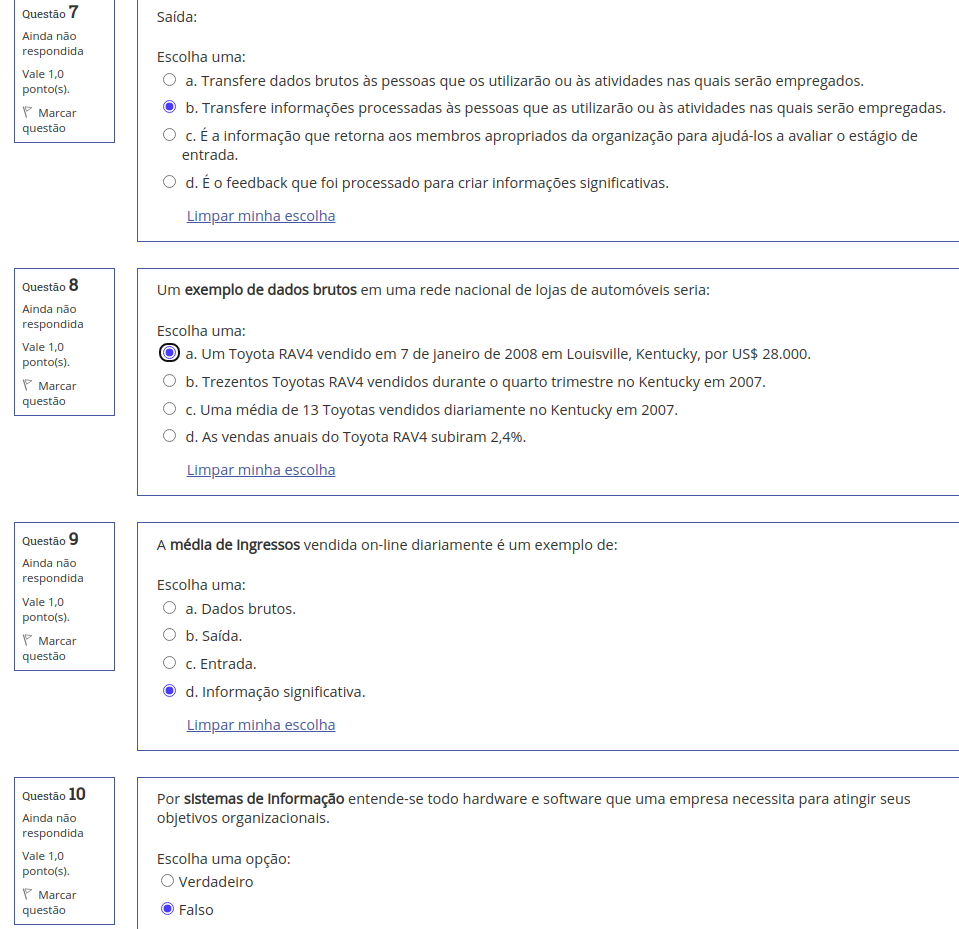 Questão 7
Ainda não
respondida
Vale 1,0
ponto(s).
Marcar
questão
Saída:
Escolha uma:
a. Transfere dados brutos às pessoas que os utilizarão ou às atividades nas quais serão empregados.
b. Transfere informações processadas às pessoas que as utilizarão ou às atividades nas quais serão empregadas.
c. É a informação que retorna aos membros apropriados da organização para ajudá-los a avaliar o estágio de
entrada.
d. É o feedback que foi processado para criar informações significativas.
Limpar minha escolha
Questão 8
Ainda não
respondida
Vale 1,0
ponto(s).
Marcar
questão
Um exemplo de dados brutos em uma rede nacional de lojas de automóveis seria:
Escolha uma:
a. Um Toyota RAV4 vendido em 7 de janeiro de 2008 em Louisville, Kentucky, por US$ 28.000.
b. Trezentos Toyotas RAV4 vendidos durante o quarto trimestre no Kentucky em 2007.
c. Uma média de 13 Toyotas vendidos diariamente no Kentucky em 2007.
d. As vendas anuais do Toyota RAV4 subiram 2,4%.
Limpar minha escolha
Questão 9
Ainda não
respondida
Vale 1,0
ponto(s).
Marcar
questão
A média de ingressos vendida on-line diariamente é um exemplo de:
Escolha uma:
a. Dados brutos.
b. Saída.
c. Entrada.
d. Informação significativa.
Limpar minha escolha
Questão 10
Ainda não
respondida
Vale 1,0
ponto(s).
Marcar
questão
Por sistemas de informação entende-se todo hardware e software que uma empresa necessita para atingir seus
objetivos organizacionais.
Escolha uma opção:
Verdadeiro
Falso